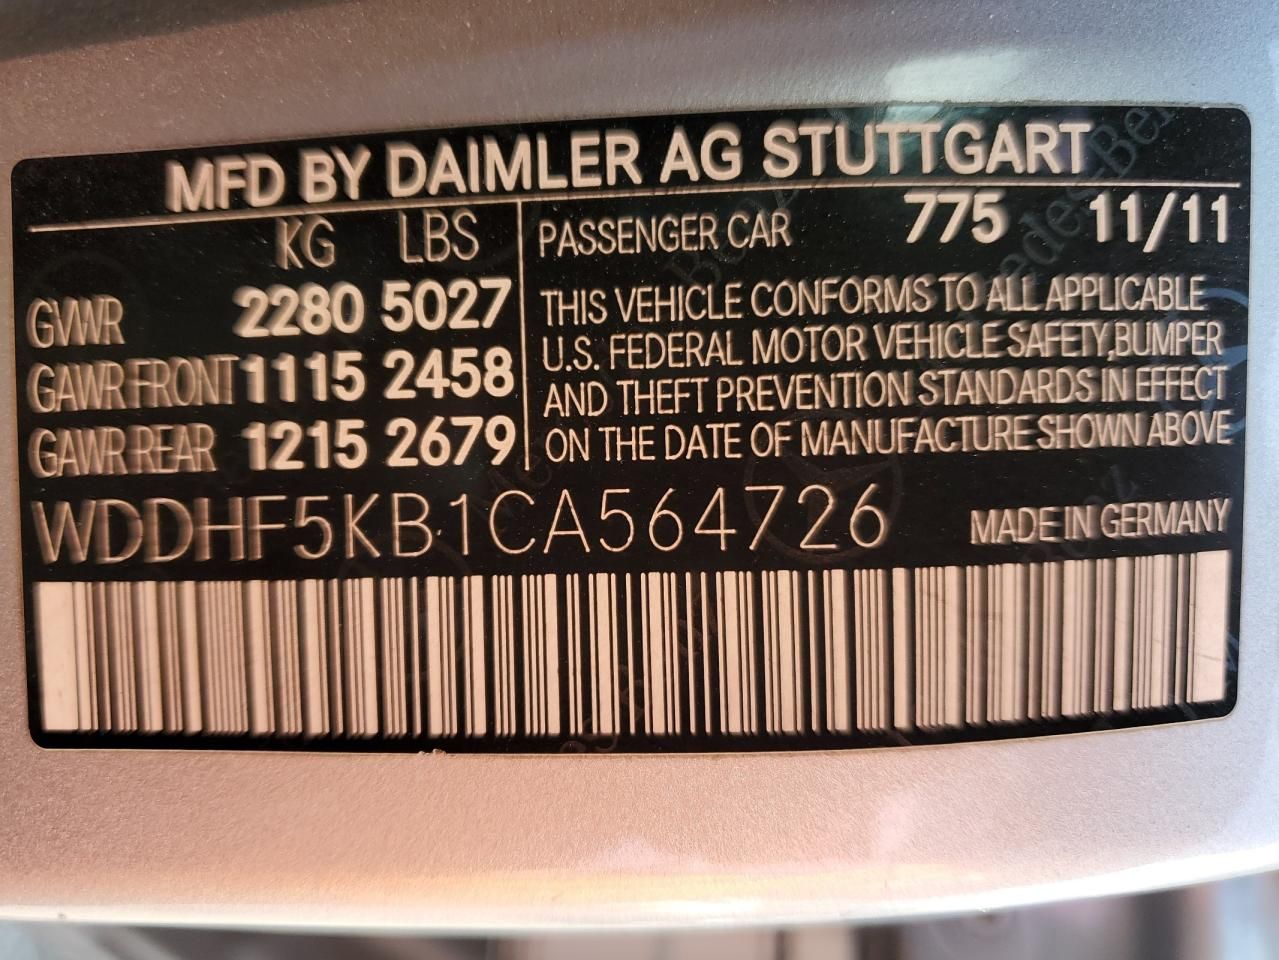 MFD BY DAIMLER AG STUTTGART
KG LBS
GVWR 2280 5027
GAWR FRONT 1115 2458
GAWR REAR 1215 2679
PASSENGER CAR 775 11/11
THIS VEHICLE CONFORMS TO ALL APPLICABLE
U.S. FEDERAL MOTOR VEHICLE SAFETY,BUMPER
AND THEFT PREVENTION STANDARDS IN EFFECT
ON THE DATE OF MANUFACTURE SHOWN ABOVE
WDDHF5KB1CA564726 MADE IN GERMANY